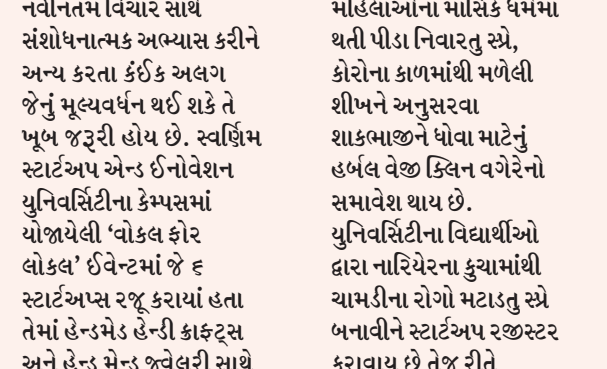 નવીનતમ વિચાર સાથે
સંશોધનાત્મક અભ્યાસ કરીને
અન્ય કરતા કંઈક અલગ
જેનું મૂલ્યવર્ધન થઈ શકે તે
ખૂબ જરૂરી હોય છે. સ્વર્ણિમ
સ્ટાર્ટઅપ એન્ડ ઈનોવેશન
યુનિવર્સિટીના કેમ્પસમાં
યોજાયેલી ‘વોકલ ફોર
લોકલ’ ઈવેન્ટમાં જે ૬
સ્ટાર્ટઅપ્સ રજૂ કરાયાં હતા
તેમાં હેન્ડમેડ હેન્ડી ક્રાફ્ટ્સ
અને હેન્ડ મેન્ડ જ્વેલરી સાથે
મહિલાઓના માસિક ધર્મમાં
થતી પીડા નિવારતુ સ્પ્રે,
કોરોના કાળમાંથી મળેલી
શીખને અનુસરવા
શાકભાજીને ધોવા માટેનું
હર્બલ વેજી ક્લિન વગેરેનો
સમાવેશ થાય છે.
યુનિવર્સિટીના વિદ્યાર્થીઓ
દ્વારા નારિયેરના કુચામાંથી
ચામડીના રોગો મટાડતુ સ્પ્રે
બનાવીને સ્ટાર્ટઅપ રજીસ્ટર
કરાવાય છે તેજ રીતે